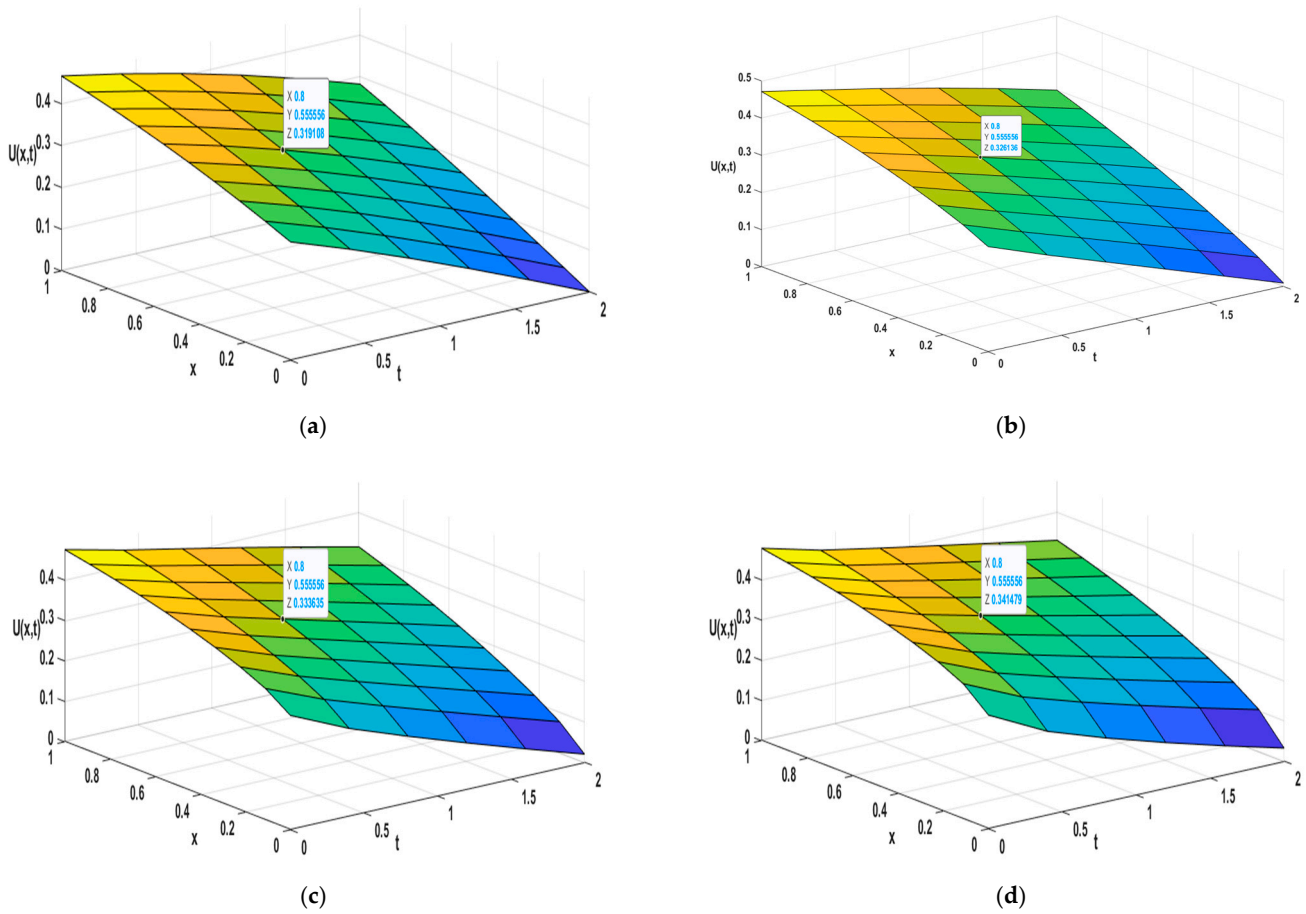 0.4
0.3
U(x,t)
0.2
0.1
0
1
0.8
0.6
x
0.4
0.2
0
0
0.5
t
1
1.5
2
X 0.8
Y 0.555556
Z 0.319108
(a)
0.5
0.4
0.3
U(x,t)
0.2
0.1
0
1
0.8
0.6
x
0.4
0.2
0
0
0.5
t
1
1.5
2
X 0.8
Y 0.555556
Z 0.326136
(b)
0.4
0.3
U(x,t)
0.2
0.1
0
1
0.8
0.6
x
0.4
0.2
0
0
0.5
t
1
1.5
2
X 0.8
Y 0.555556
Z 0.333635
(c)
0.4
0.3
U(x,t)
0.2
0.1
0
1
0.8
0.6
x
0.4
0.2
0
0
0.5
t
1
1.5
2
X 0.8
Y 0.555556
Z 0.341479
(d)